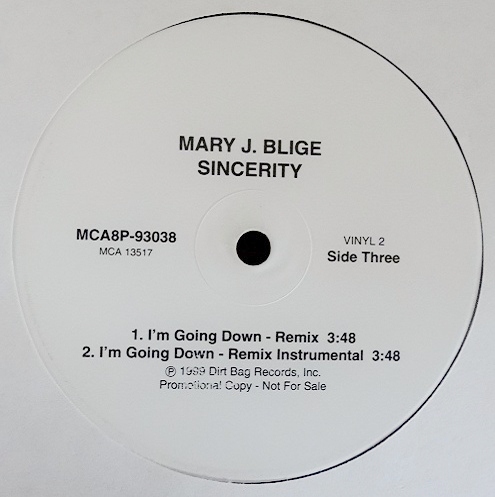 MARY J. BLIGE
SINCERITY
MCA8P-93038
MCA 13517
VINYL 2
Side Three
1. I'm Going Down - Remix 3:48
2. I'm Going Down - Remix Instrumental 3:48
℗ 1999 Dirt Bag Records, Inc.
Promotional Copy - Not For Sale